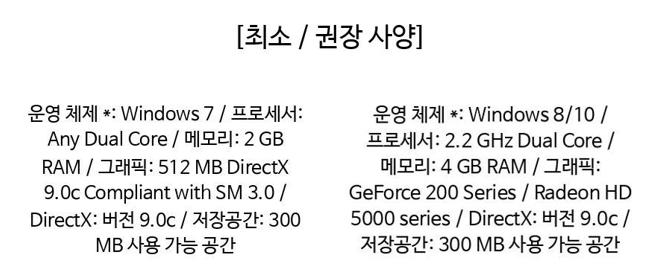 [최소 / 권장 사양]
운영 체제 *: Windows 7 / 프로세서:
Any Dual Core / 메모리: 2 GB
RAM / 그래픽: 512 MB DirectX
9.0c Compliant with SM 3.0 /
DirectX: 버전 9.0c / 저장공간: 300
MB 사용 가능 공간
운영 체제 *: Windows 8/10 /
프로세서: 2.2 GHz Dual Core /
메모리: 4 GB RAM / 그래픽:
GeForce 200 Series / Radeon HD
5000 series / DirectX: 버전 9.0c /
저장공간: 300 MB 사용 가능 공간